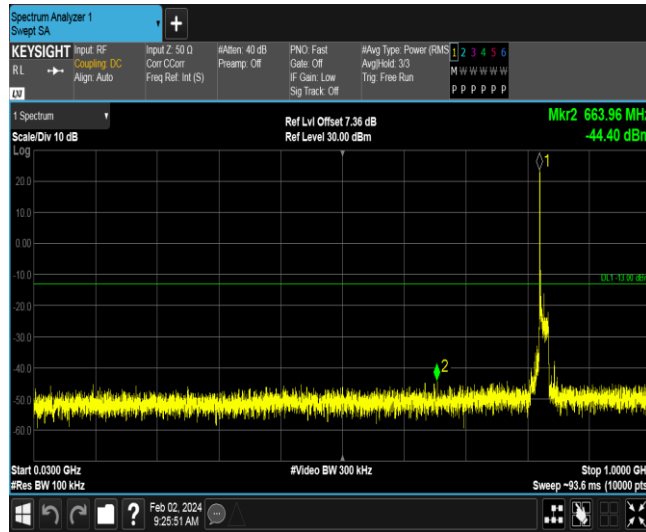 Spectrum Analyzer 1
Swept SA
KEYSIGHT Input: RF Input Z: 50 Ω #Atten: 40 dB PNO: Fast #Avg Type: Power (RMS 1 2 3 4 5 6
RL Coupling: DC Corr CCorr Preamp: Off Gate: Off Avg|Hold: 3/3 M W W W W W
Align: Auto Freq Ref: Int (S) IF Gain: Low Trig: Free Run
LXI Sig Track: Off P P P P P P
1 Spectrum Ref Lvl Offset 7.36 dB Mkr2 663.96 MHz
Scale/Div 10 dB Ref Level 30.00 dBm -44.40 dBm
Log
1
20.0
10.0
0.00
-10.0
DL1 -13.00 dBm
-20.0
-30.0
-40.0
2
-50.0
-60.0
Start 0.0300 GHz #Video BW 300 kHz Stop 1.0000 GH
#Res BW 100 kHz Sweep ~93.6 ms (10000 pts
? Feb 02, 2024
9:25:51 AM